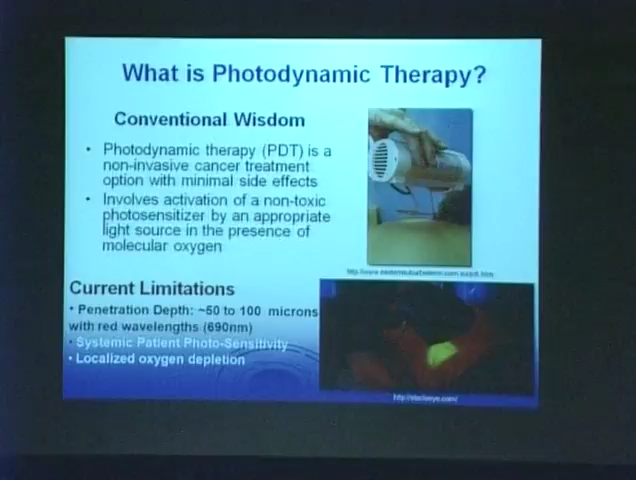 What is Photodynamic Therapy?
Conventional Wisdom
• Photodynamic therapy (PDT) is a
non-invasive cancer treatment
option with minimal side effects
• Involves activation of a non-toxic
photosensitizer by an appropriate
light source in the presence of
molecular oxygen
Current Limitations
• Penetration Depth: ~50 to 100 microns
with red wavelengths (690nm)
• Systemic Patient Photo-Sensitivity
• Localized oxygen depletion